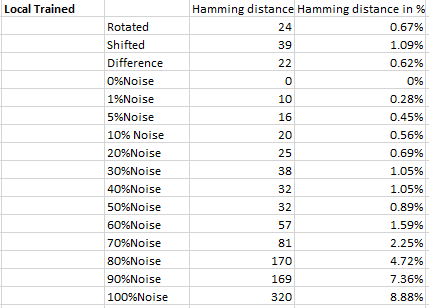 Local Trained Hamming distance Hamming distance in %
Rotated 24 0.67%
Shifted 39 1.09%
Difference 22 0.62%
0%Noise 0 0%
1%Noise 10 0.28%
5%Noise 16 0.45%
10% Noise 20 0.56%
20%Noise 25 0.69%
30%Noise 38 1.05%
40%Noise 32 1.05%
50%Noise 32 0.89%
60%Noise 57 1.59%
70%Noise 81 2.25%
80%Noise 170 4.72%
90%Noise 169 7.36%
100%Noise 320 8.88%